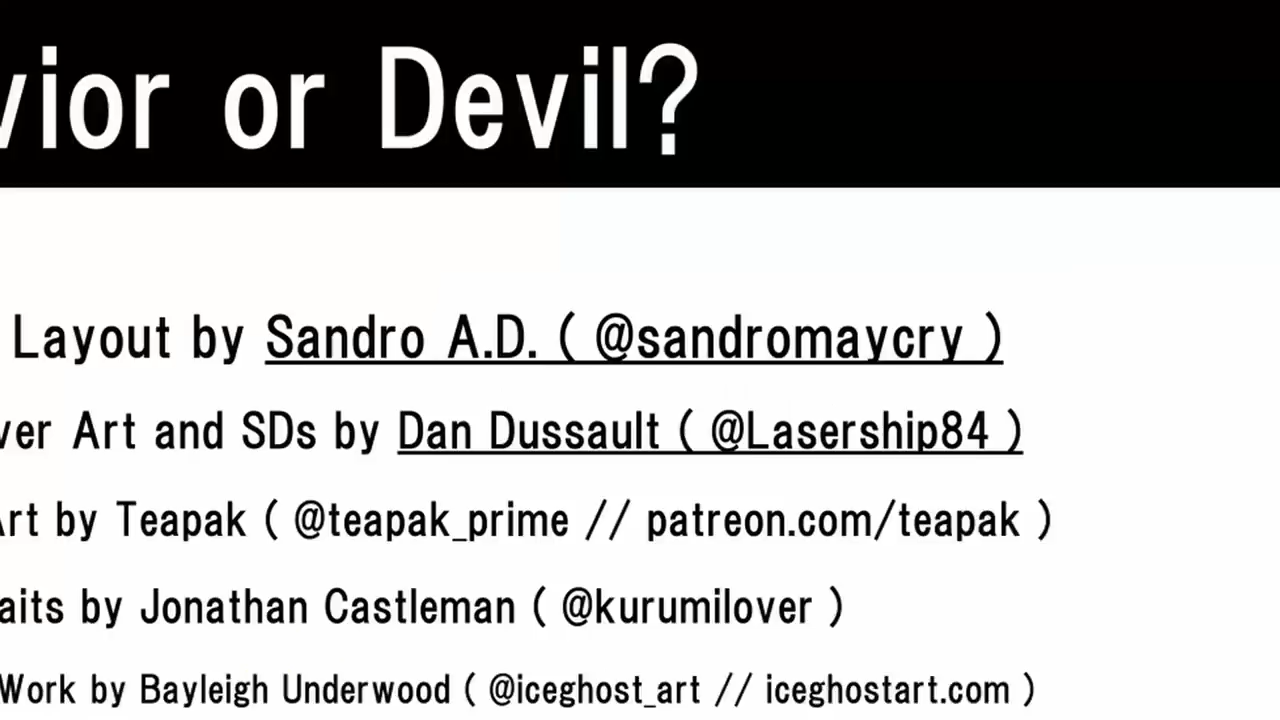 vior or Devil?
Layout by Sandro A.D. ( @sandromaycry )
ver Art and SDs by Dan Dussault ( @Lasership84 )
Art by Teapak ( @teapak_prime // patreon.com/teapak )
aits by Jonathan Castleman ( @kurumilover )
Work by Bayleigh Underwood ( @iceghost_art // iceghostart.com )